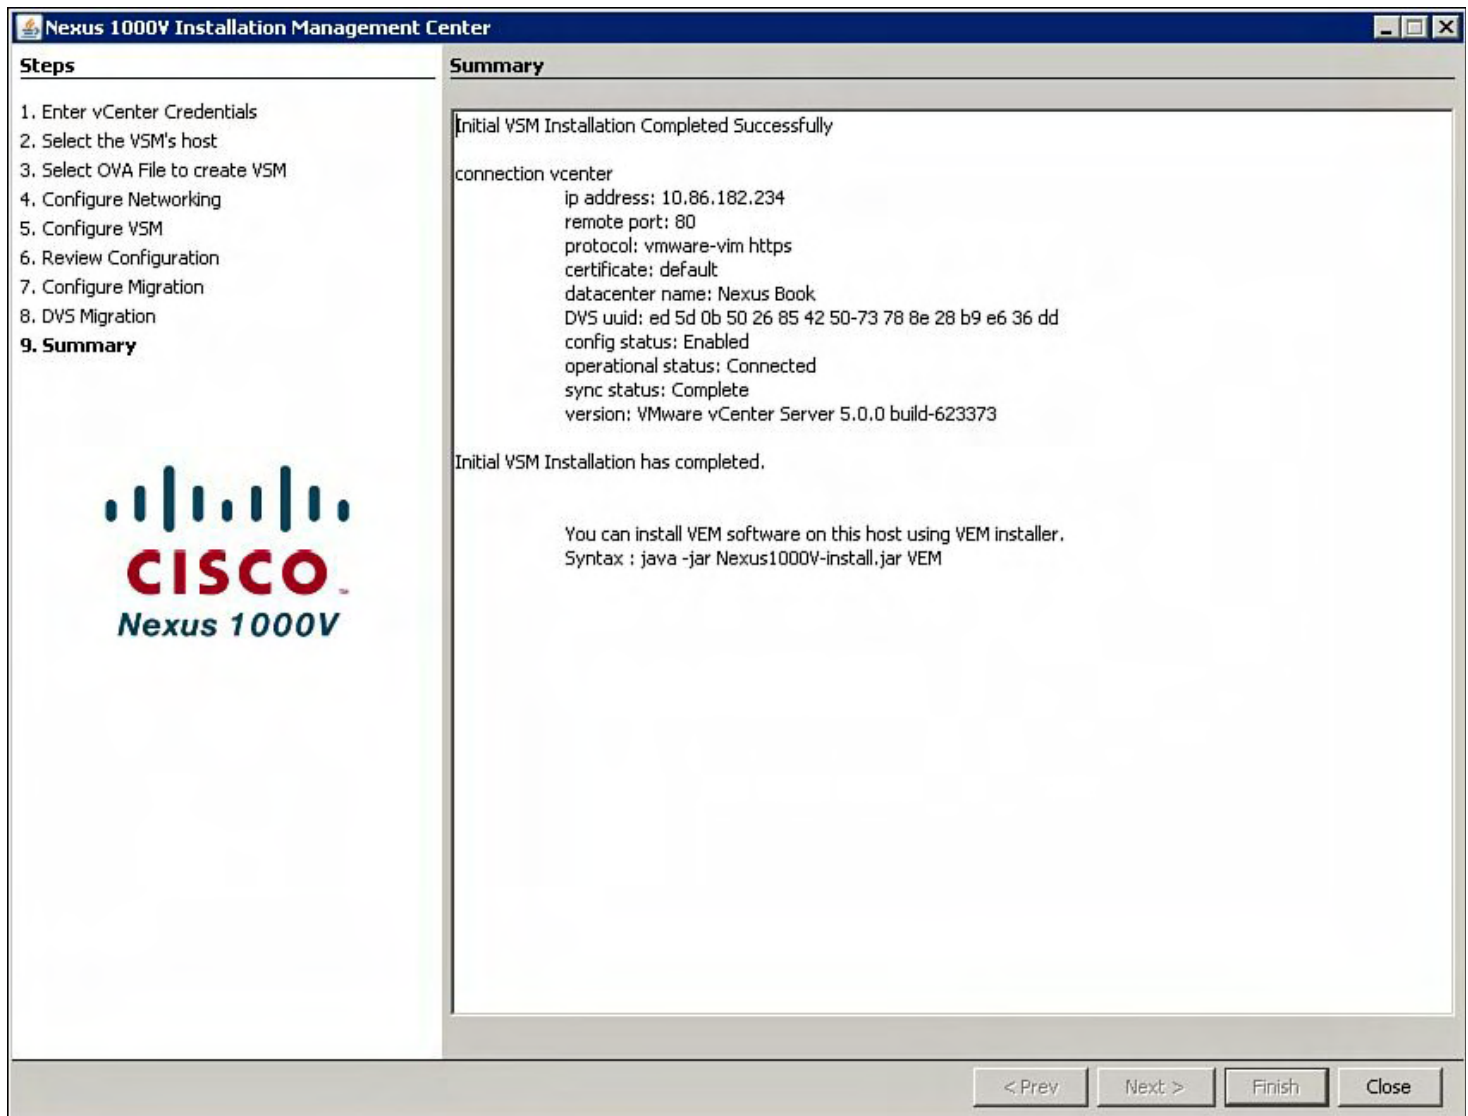 Nexus 1000V Installation Management Center
Steps
1. Enter vCenter Credentials
2. Select the VSM's host
3. Select OVA File to create VSM
4. Configure Networking
5. Configure VSM
6. Review Configuration
7. Configure Migration
8. DVS Migration
9. Summary
CISCO
Nexus 1000V
Summary
Initial VSM Installation Completed Successfully
connection vcenter
ip address: 10.86.182.234
remote port: 80
protocol: vmware-vim https
certificate: default
datacenter name: Nexus Book
DVS uuid: ed 5d 0b 50 26 85 42 50-73 78 8e 28 b9 e6 36 dd
config status: Enabled
operational status: Connected
sync status: Complete
version: VMware vCenter Server 5.0.0 build-623373
Initial VSM Installation has completed.
You can install VEM software on this host using VEM installer.
Syntax : java -jar Nexus1000V-install.jar VEM
< Prev
Next >
Finish
Close